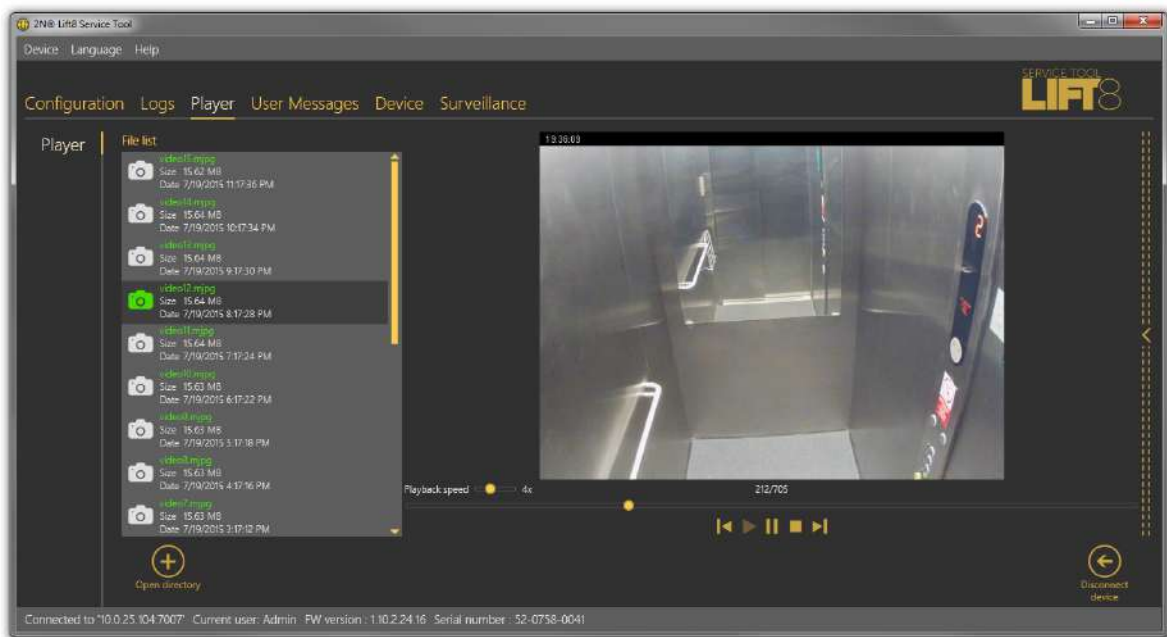 2N® Lift8 Service Tool
Device Language Help
SERVICE TOOL
LIFT8
Configuration Logs Player User Messages Device Surveillance
Player
File list
video15.mjpg
Size 15.62 MB
Date 7/19/2015 11:17:36 PM
video14.mjpg
Size 15.64 MB
Date 7/19/2015 10:17:34 PM
video13.mjpg
Size 15.64 MB
Date 7/19/2015 9:17:30 PM
video12.mjpg
Size 15.64 MB
Date 7/19/2015 8:17:28 PM
video11.mjpg
Size 15.64 MB
Date 7/19/2015 7:17:24 PM
video10.mjpg
Size 15.63 MB
Date 7/19/2015 6:17:22 PM
video9.mjpg
Size 15.63 MB
Date 7/19/2015 5:17:18 PM
video8.mjpg
Size 15.63 MB
Date 7/19/2015 4:17:16 PM
video7.mjpg
Size 15.63 MB
Date 7/19/2015 3:17:12 PM
19:36:69
2
Playback speed 4x
212/705
Open directory
Disconnect
device
Connected to "10.0.25.104:7007" Current user: Admin FW version : 1.10.2.24.16 Serial number : 52-0758-0041